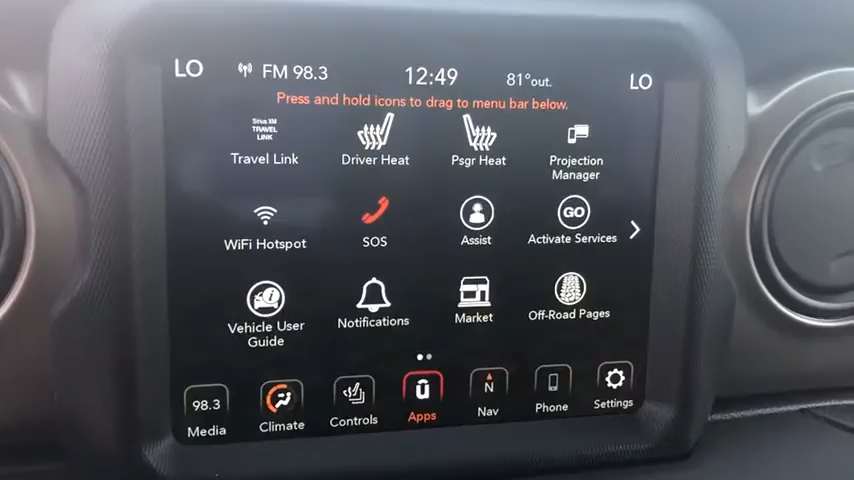 LO FM 98.3 12:49 81°out. LO
Press and hold icons to drag to menu bar below.
Sirius XM
TRAVEL
LINK
Travel Link Driver Heat Psgr Heat Projection
Manager
GO
WiFi Hotspot SOS Assist Activate Services
Vehicle User
Guide Notifications Market Off-Road Pages
98.3 N
Media Climate Controls Apps Nav Phone Settings